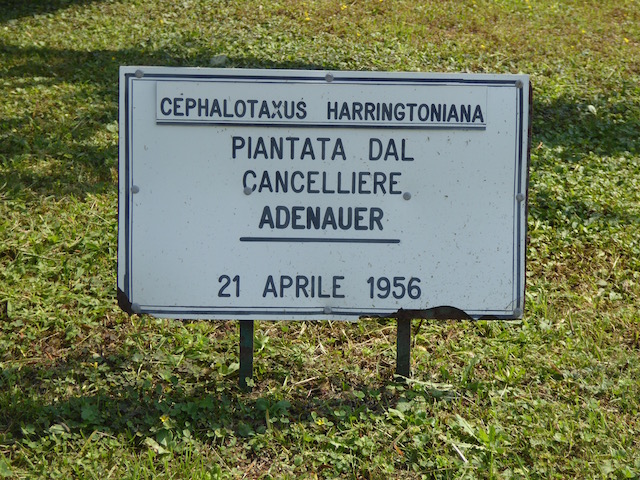 CEPHALOTAXUS HARRINGTONIANA
PIANTATA DAL
CANCELLIERE
ADENAUER
21 APRILE 1956